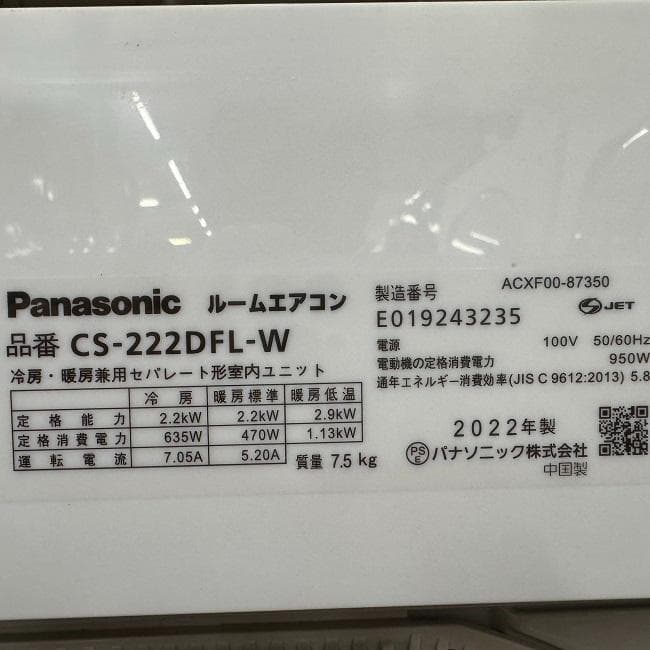 Panasonic ルームエアコン
品番 CS-222DFL-W
冷房・暖房兼用セパレート形室内ユニット
冷房 暖房標準 暖房低温
定格能力 2.2kW 2.2kW 2.9kW
定格消費電力 635W 470W 1.13kW
運転電流 7.05A 5.20A
質量 7.5 kg
ACXF00-87350
製造番号
E019243235
JET
電源 100V 50/60Hz
電動機の定格消費電力 950W
通年エネルギー消費効率(JIS C 9612:2013) 5.8
2022年製
PSE パナソニック株式会社
中国製